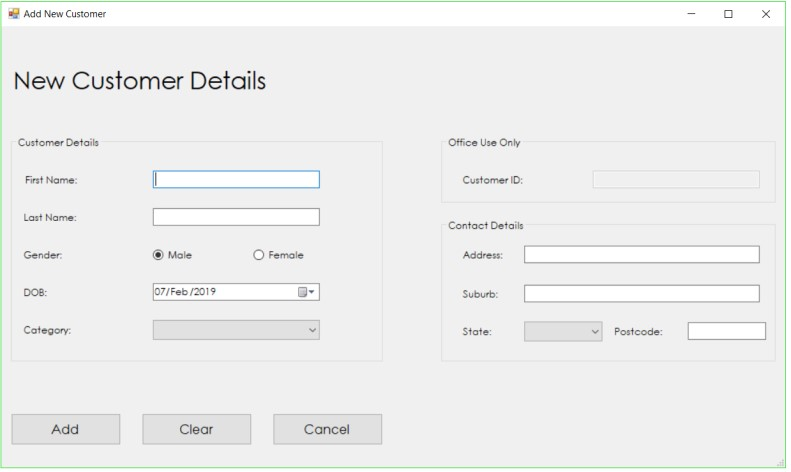 Add New Customer
New Customer Details
Customer Details
First Name:
Last Name:
Gender: Male Female
DOB: 07/Feb/2019
Category:
Office Use Only
Customer ID:
Contact Details
Address:
Suburb:
State: Postcode:
Add Clear Cancel